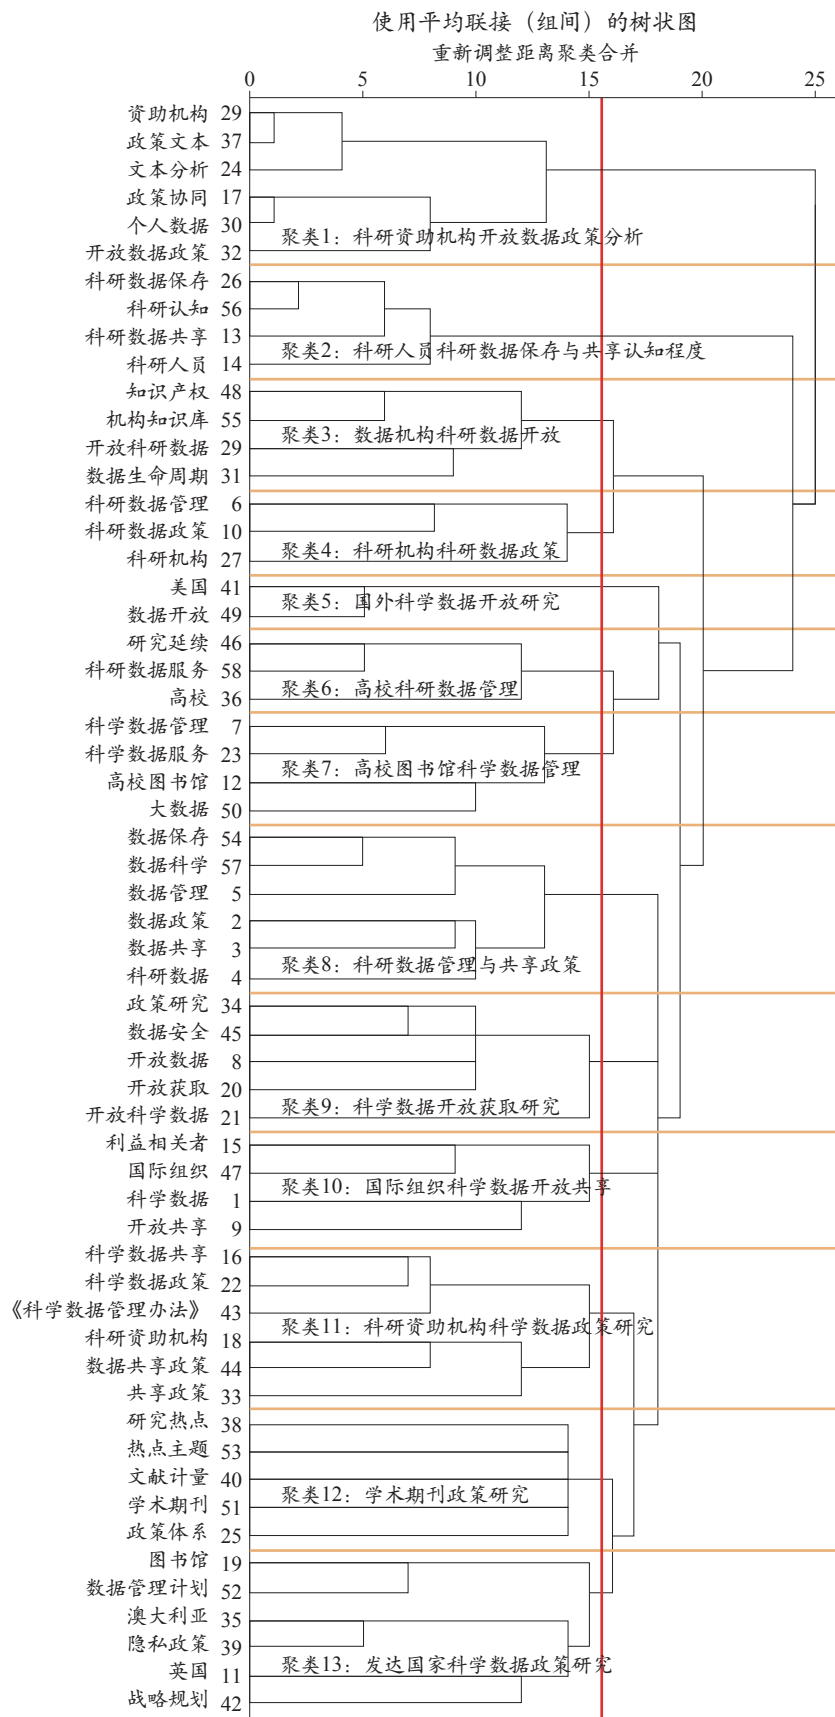 使用平均联接（组间）的树状图
重新调整距离聚类合并
0 5 10 15 20 25
资助机构 29
政策文本 37
文本分析 24
政策协同 17
个人数据 30
聚类1：科研资助机构开放数据政策分析
开放数据政策 32
科研数据保存 26
科研认知 56
科研数据共享 13
聚类2：科研人员科研数据保存与共享认知程度
科研人员 14
知识产权 48
机构知识库 55
聚类3：数据机构科研数据开放
开放科研数据 29
数据生命周期 31
科研数据管理 6
科研数据政策 10
聚类4：科研机构科研数据政策
科研机构 27
美国 41
聚类5：国外科学数据开放研究
数据开放 49
研究延续 46
科研数据服务 58
聚类6：高校科研数据管理
高校 36
科学数据管理 7
科学数据服务 23
聚类7：高校图书馆科学数据管理
高校图书馆 12
大数据 50
数据保存 54
数据科学 57
数据管理 5
数据政策 2
数据共享 3
聚类8：科研数据管理与共享政策
科研数据 4
政策研究 34
数据安全 45
开放数据 8
开放获取 20
聚类9：科学数据开放获取研究
开放科学数据 21
利益相关者 15
国际组织 47
聚类10：国际组织科学数据开放共享
科学数据 1
开放共享 9
科学数据共享 16
科学数据政策 22
《科学数据管理办法》 43
聚类11：科研资助机构科学数据政策研究
科研资助机构 18
数据共享政策 44
共享政策 33
研究热点 38
热点主题 53
文献计量 40
聚类12：学术期刊政策研究
学术期刊 51
政策体系 25
图书馆 19
数据管理计划 52
澳大利亚 35
隐私政策 39
聚类13：发达国家科学数据政策研究
英国 11
战略规划 42